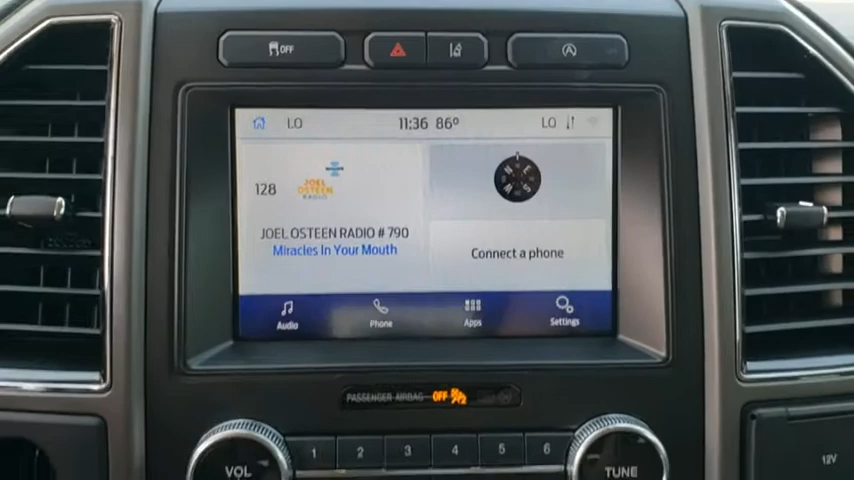 OFF
LO 11:36 86° LO
128
JOEL
OSTEEN
RADIO
N E
W S
JOEL OSTEEN RADIO # 790
Miracles In Your Mouth
Connect a phone
Audio Phone Apps Settings
PASSENGER AIRBAG OFF
VOL 1 2 3 4 5 6 TUNE
12V